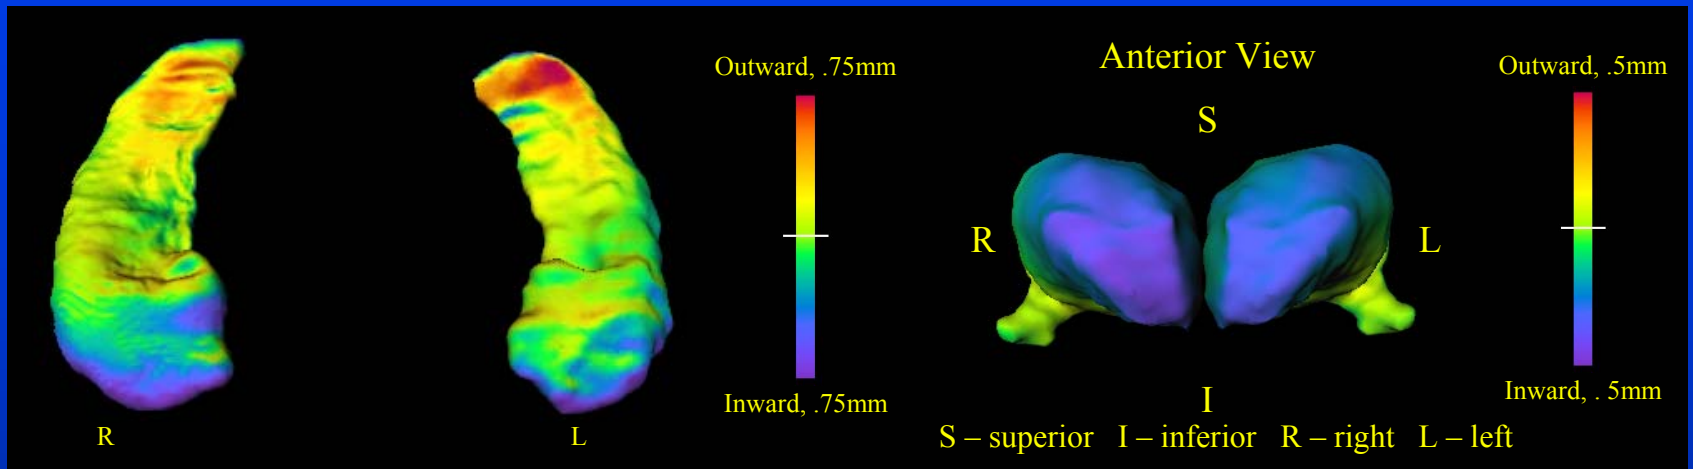 Outward, .75mm
Inward, .75mm
R
L
Anterior View
S
R
L
I
S – superior I – inferior R – right L – left
Outward, .5mm
Inward, . 5mm